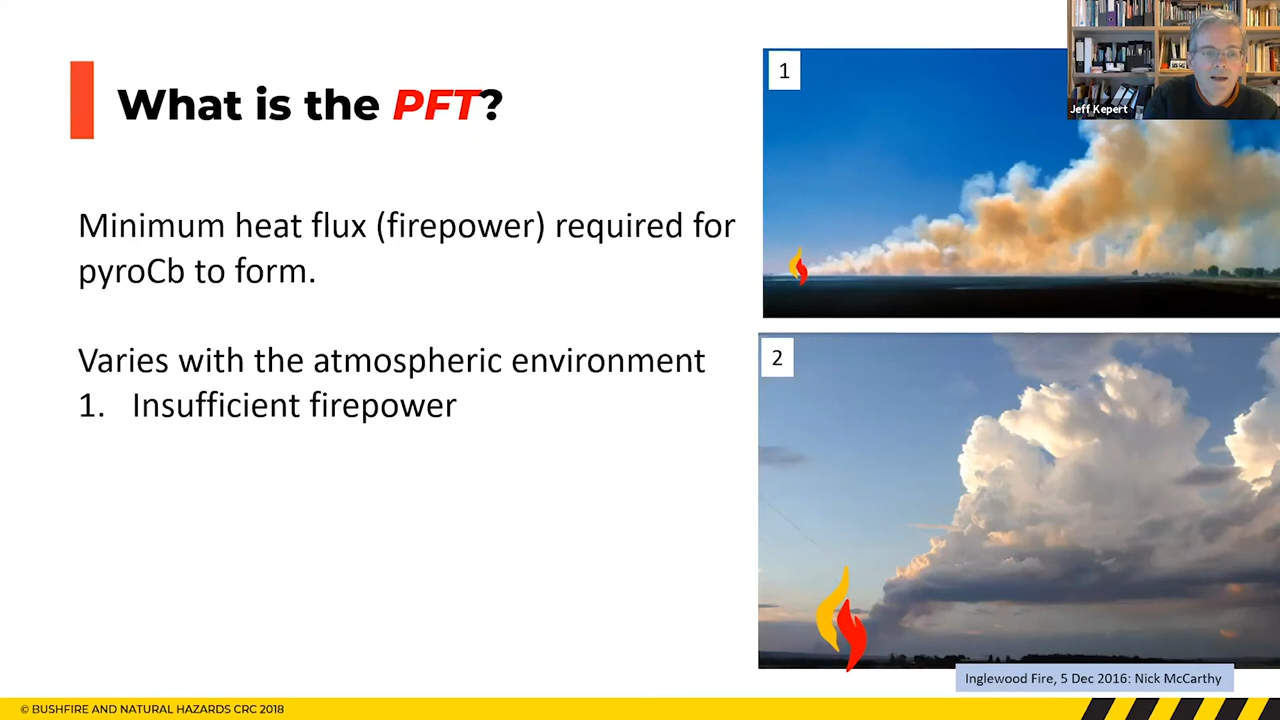 What is the PFT?
Minimum heat flux (firepower) required for
pyroCb to form.
Varies with the atmospheric environment
1. Insufficient firepower
1
Jeff Kepert
2
Inglewood Fire, 5 Dec 2016: Nick McCarthy
© BUSHFIRE AND NATURAL HAZARDS CRC 2018